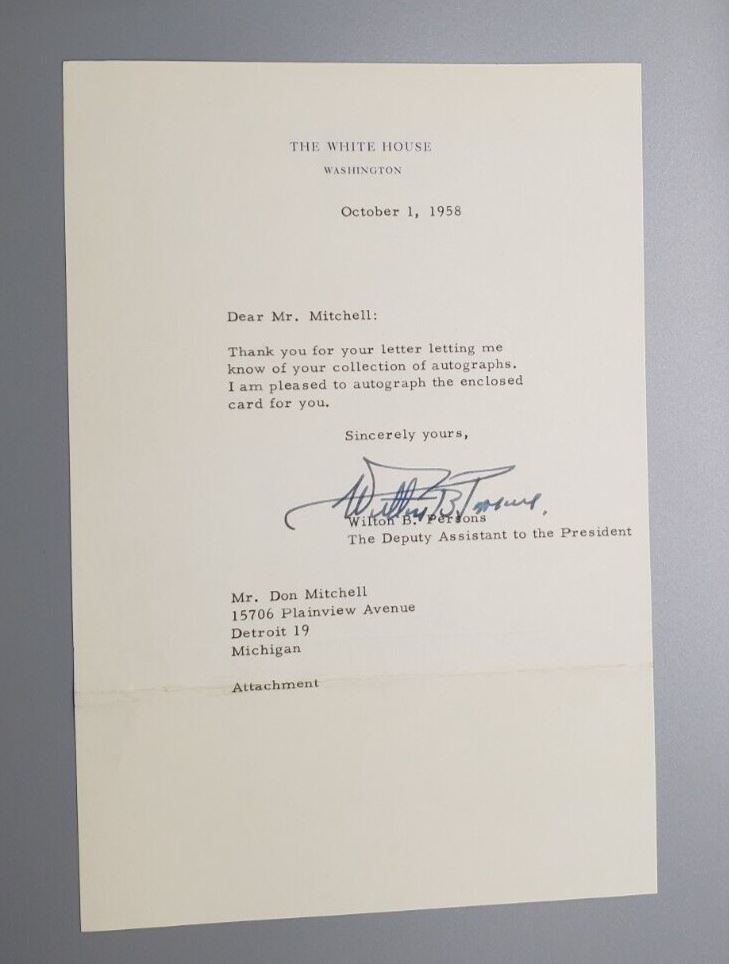 THE WHITE HOUSE
WASHINGTON
October 1, 1958
Dear Mr. Mitchell:
Thank you for your letter letting me
know of your collection of autographs.
I am pleased to autograph the enclosed
card for you.
Sincerely yours,
Wilton B. Persons
Wilton B. Persons
The Deputy Assistant to the President
Mr. Don Mitchell
15706 Plainview Avenue
Detroit 19
Michigan
Attachment